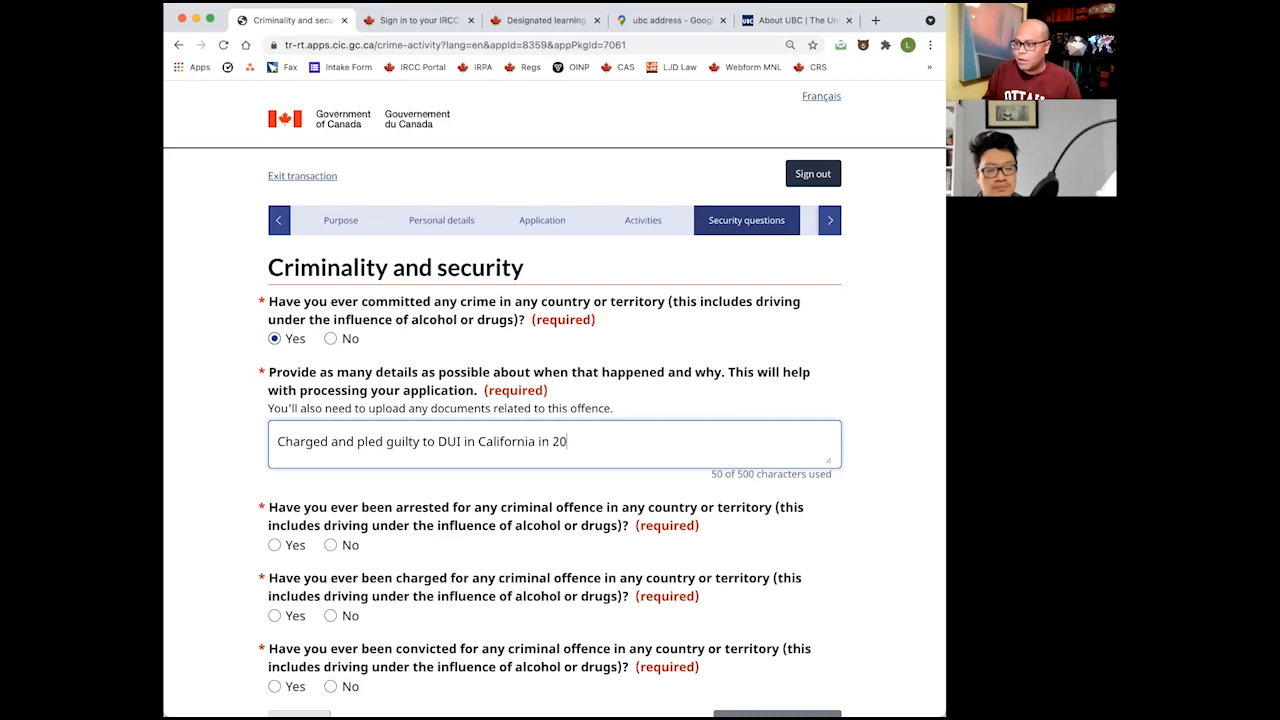 Criminality and secu
Sign in to your IRCC
Designated learning
ubc address - Goog
UBC
About UBC | The Un
tr-rt.apps.cic.gc.ca/crime-activity?lang=en&appId=8359&appPkgId=7061
L
Apps
Fax
Intake Form
IRCC Portal
IRPA
Regs
OINP
CAS
LJD Law
Webform MNL
CRS
»
OTTAW
Français
Government of Canada
Gouvernement du Canada
Exit transaction
Sign out
Purpose
Personal details
Application
Activities
Security questions
Criminality and security
* Have you ever committed any crime in any country or territory (this includes driving
under the influence of alcohol or drugs)? (required)
Yes No
* Provide as many details as possible about when that happened and why. This will help
with processing your application. (required)
You'll also need to upload any documents related to this offence.
Charged and pled guilty to DUI in California in 20
50 of 500 characters used
* Have you ever been arrested for any criminal offence in any country or territory (this
includes driving under the influence of alcohol or drugs)? (required)
Yes No
* Have you ever been charged for any criminal offence in any country or territory (this
includes driving under the influence of alcohol or drugs)? (required)
Yes No
* Have you ever been convicted for any criminal offence in any country or territory (this
includes driving under the influence of alcohol or drugs)? (required)
Yes No